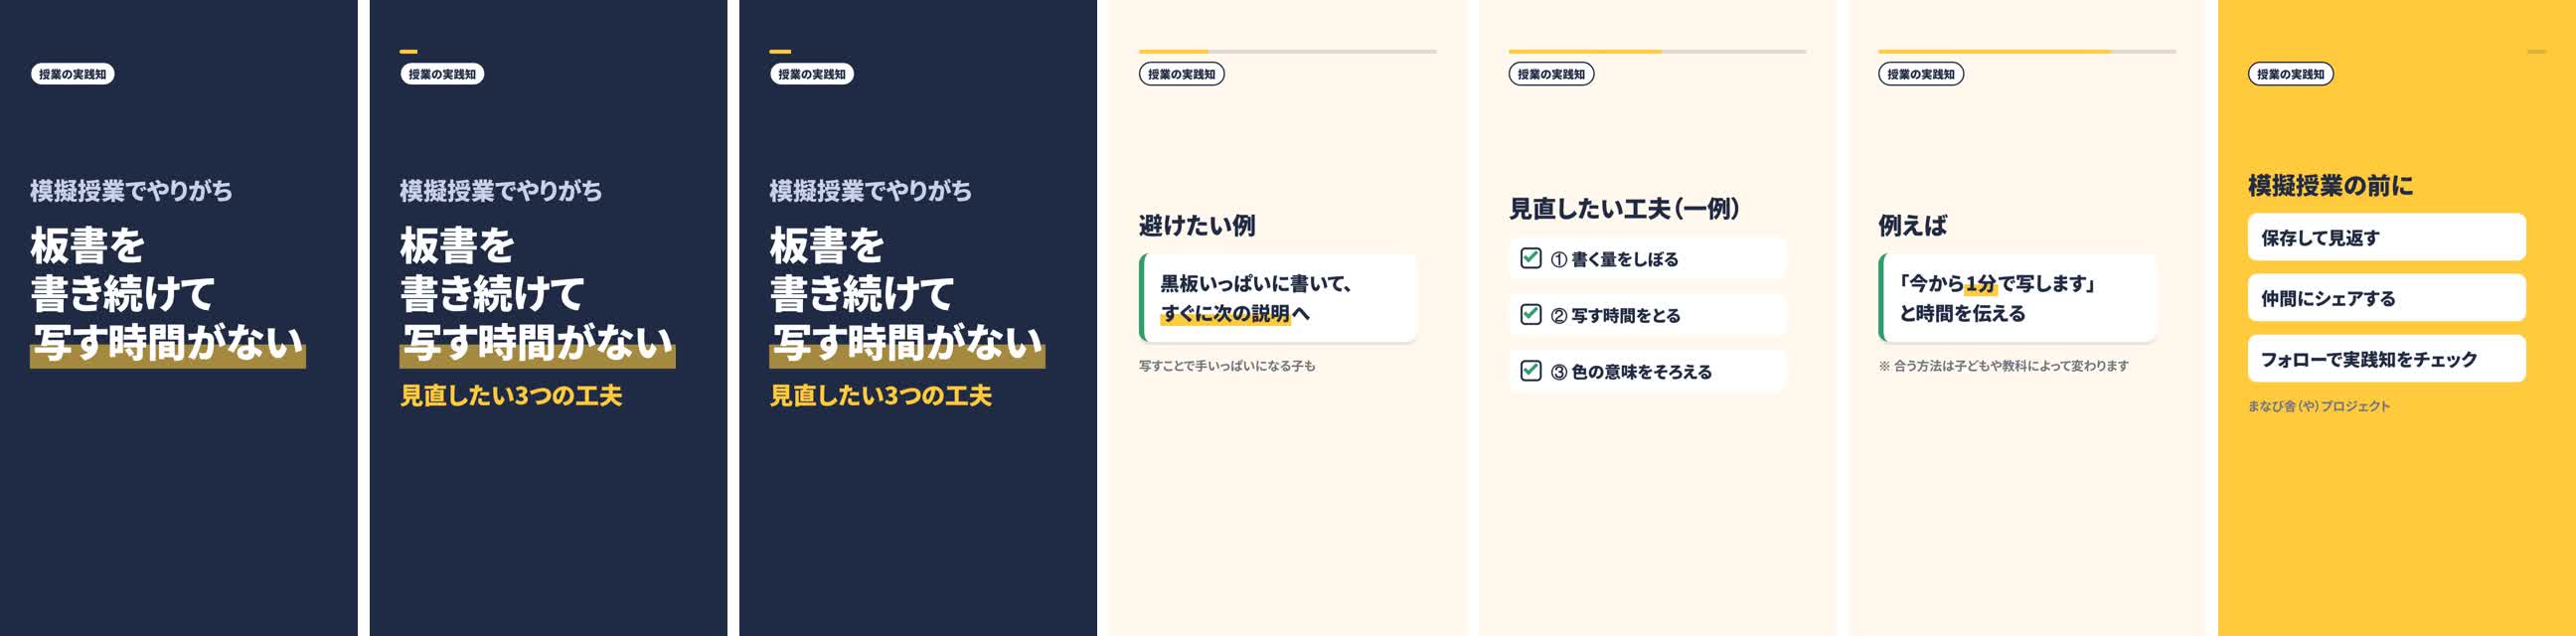 授業の実践知
模擬授業でやりがち
板書を
書き続けて
写す時間がない
授業の実践知
模擬授業でやりがち
板書を
書き続けて
写す時間がない
見直したい3つの工夫
授業の実践知
模擬授業でやりがち
板書を
書き続けて
写す時間がない
見直したい3つの工夫
授業の実践知
避けたい例
黒板いっぱいに書いて、
すぐに次の説明へ
写すことで手いっぱいになる子も
授業の実践知
見直したい工夫（一例）
① 書く量をしぼる
② 写す時間をとる
③ 色の意味をそろえる
授業の実践知
例えば
「今から1分で写します」
と時間を伝える
※ 合う方法は子どもや教科によって変わります
授業の実践知
模擬授業の前に
保存して見返す
仲間にシェアする
フォローで実践知をチェック
まなび舎（や）プロジェクト